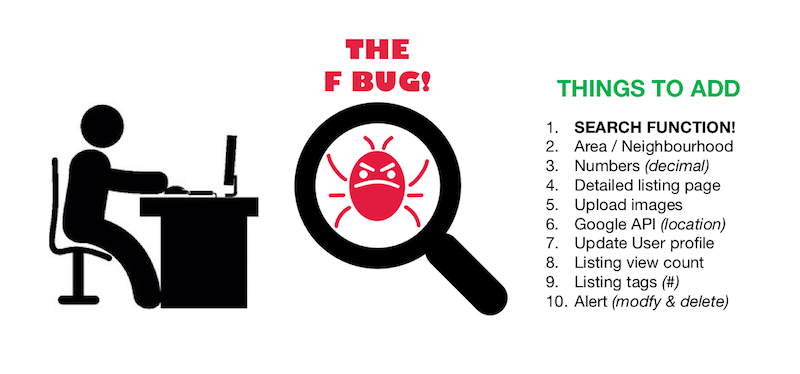 THE
F BUG!
THINGS TO ADD
1. SEARCH FUNCTION!
2. Area / Neighbourhood
3. Numbers (decimal)
4. Detailed listing page
5. Upload images
6. Google API (location)
7. Update User profile
8. Listing view count
9. Listing tags (#)
10. Alert (modfy & delete)